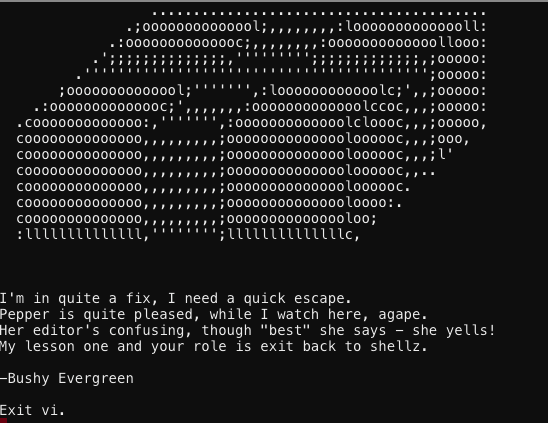 I'm in quite a fix, I need a quick escape.
Pepper is quite pleased, while I watch here, agape.
Her editor's confusing, though "best" she says – she yells!
My lesson one and your role is exit back to shellz.
–Bushy Evergreen
Exit vi.